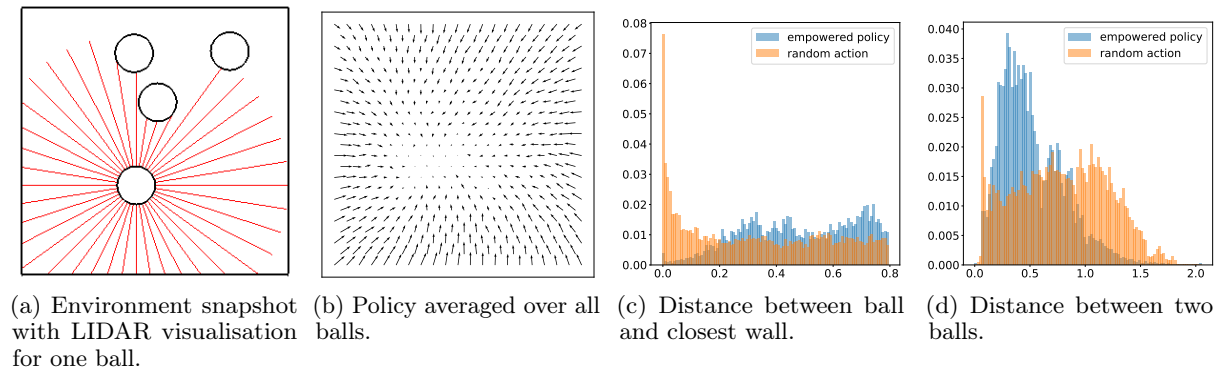 0.08
0.07
0.06
0.05
0.04
0.03
0.02
0.01
0.00
0.0
0.2
0.4
0.6
0.8
empowered policy
random action
0.040
0.035
0.030
0.025
0.020
0.015
0.010
0.005
0.000
0.0
0.5
1.0
1.5
2.0
empowered policy
random action
(a) Environment snapshot
with LIDAR visualisation
for one ball.
(b) Policy averaged over all
balls.
(c) Distance between ball
and closest wall.
(d) Distance between two
balls.